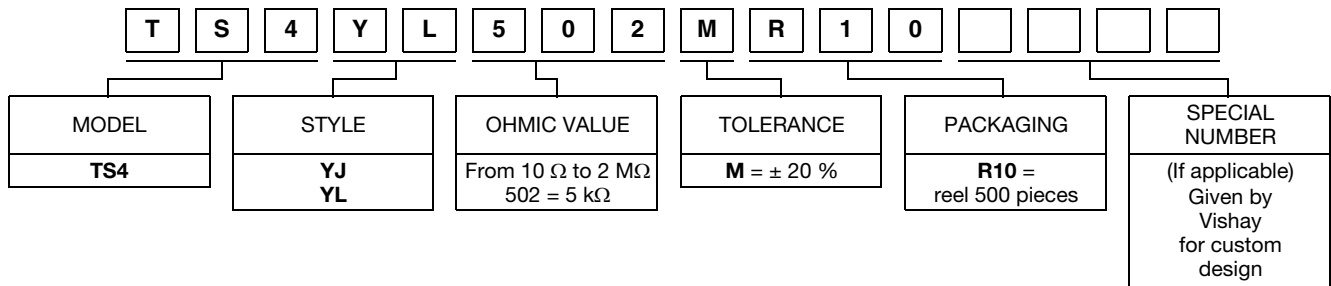 T S 4 Y L 5 0 2 M R 1 0
MODEL
TS4
STYLE
YJ
YL
OHMIC VALUE
From 10 Ω to 2 MΩ
502 = 5 kΩ
TOLERANCE
M = ± 20 %
PACKAGING
R10 =
reel 500 pieces
SPECIAL
NUMBER
(If applicable)
Given by
Vishay
for custom
design